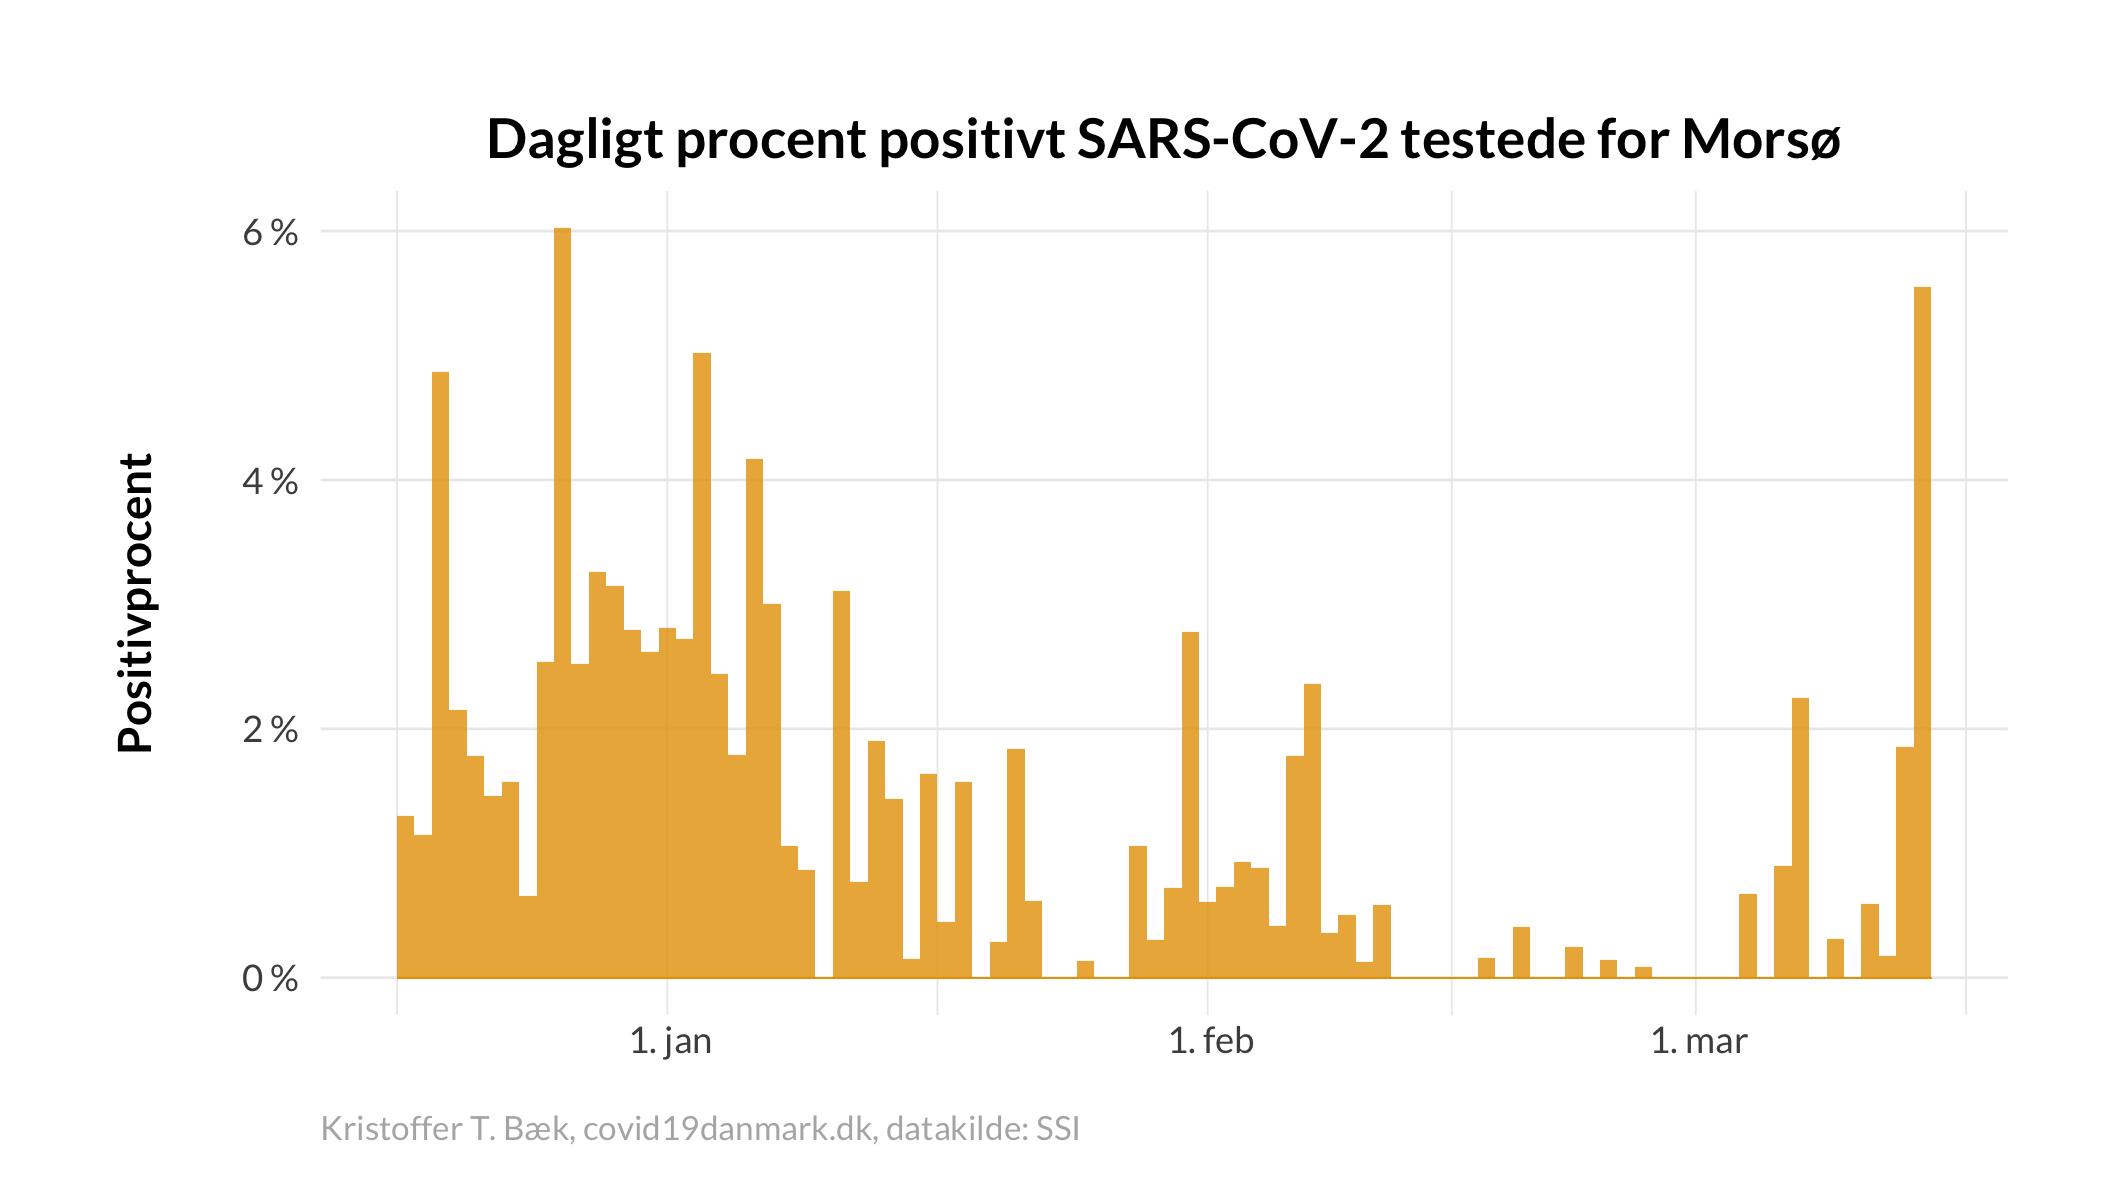 Dagligt procent positivt SARS-CoV-2 testede for Morsø
Positivprocent
6 %
4 %
2 %
0 %
1. jan
1. feb
1. mar
Kristoffer T. Bæk, covid19danmark.dk, datakilde: SSI